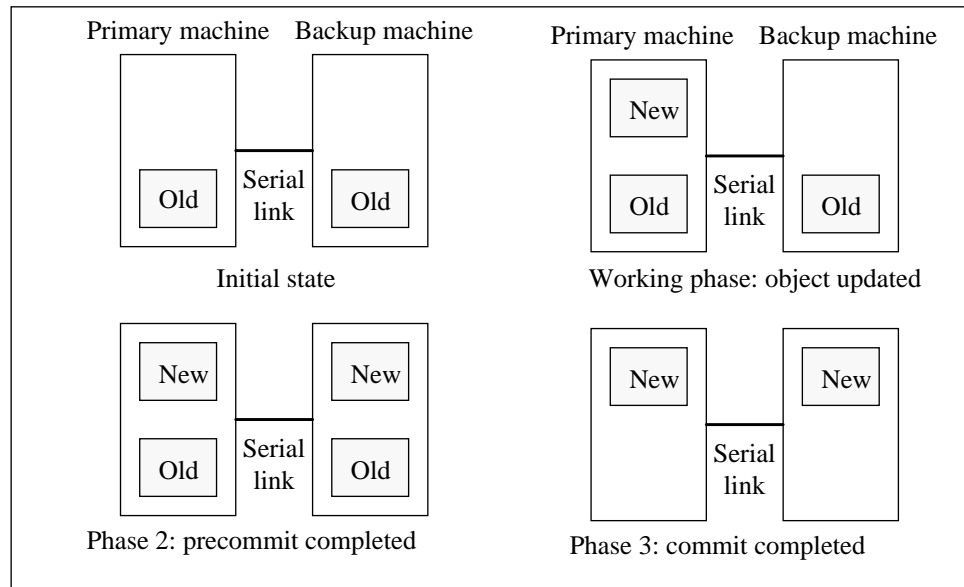 Primary machine Backup machine
Old
Serial
link
Old
Initial state
Primary machine Backup machine
New
Old
Serial
link
Old
Working phase: object updated
New
Old
Serial
link
New
Old
Phase 2: precommit completed
New
Serial
link
New
Phase 3: commit completed